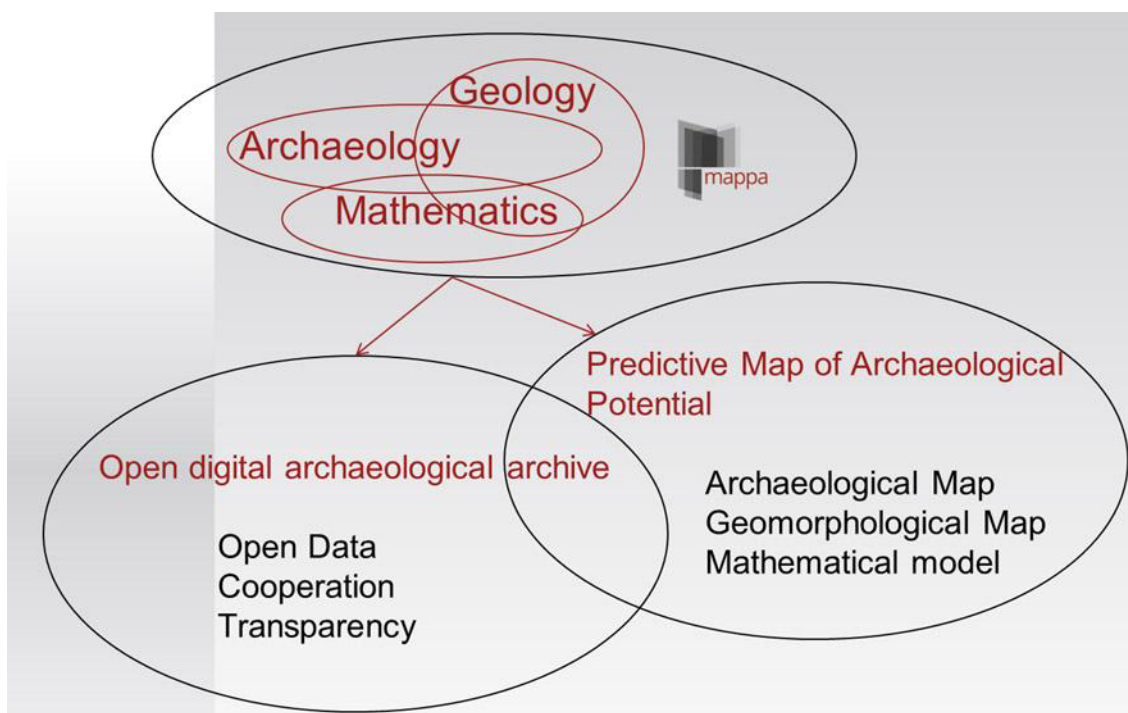 Geology
Archaeology
mappa
Mathematics
Predictive Map of Archaeological
Potential
Open digital archaeological archive
Archaeological Map
Geomorphological Map
Mathematical model
Open Data
Cooperation
Transparency